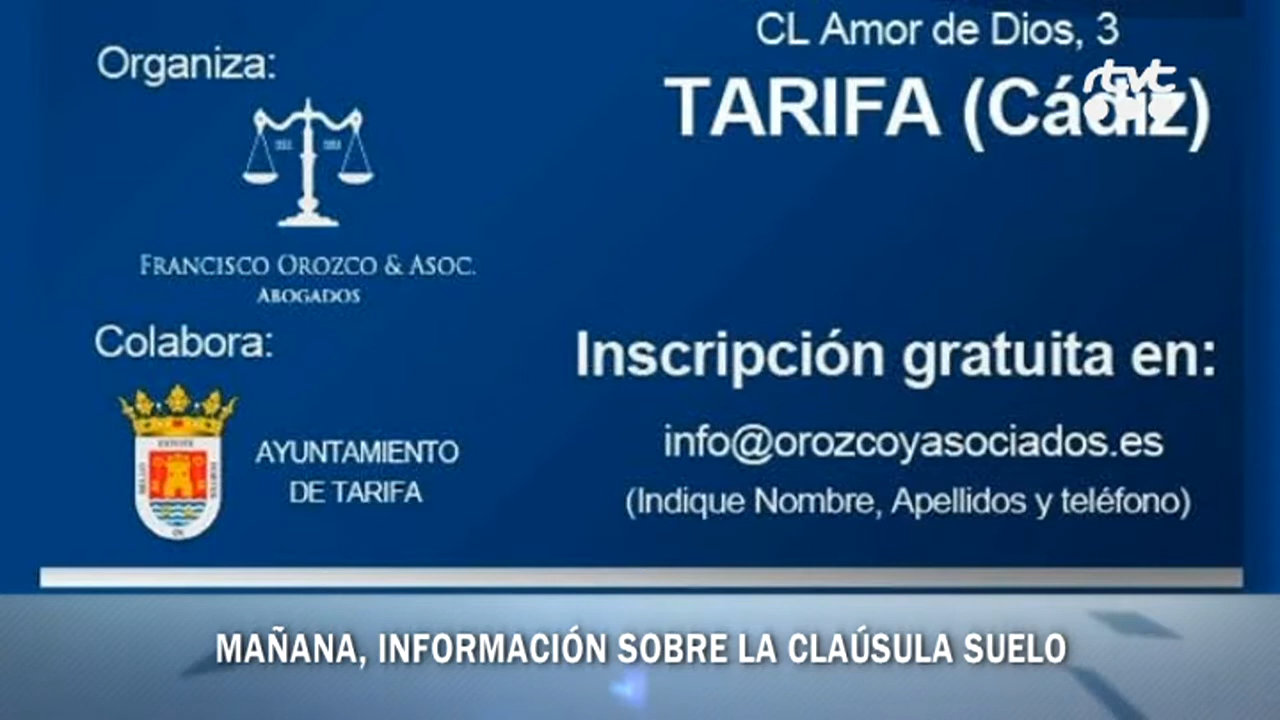 Organiza:
FRANCISCO OROZCO & ASOC.
ABOGADOS
Colabora:
AYUNTAMIENTO
DE TARIFA
CL Amor de Dios, 3
TARIFA (Cádiz)
rtvt
Inscripción gratuita en:
info@orozcoyasociados.es
(Indique Nombre, Apellidos y teléfono)
MAÑANA, INFORMACIÓN SOBRE LA CLAÚSULA SUELO